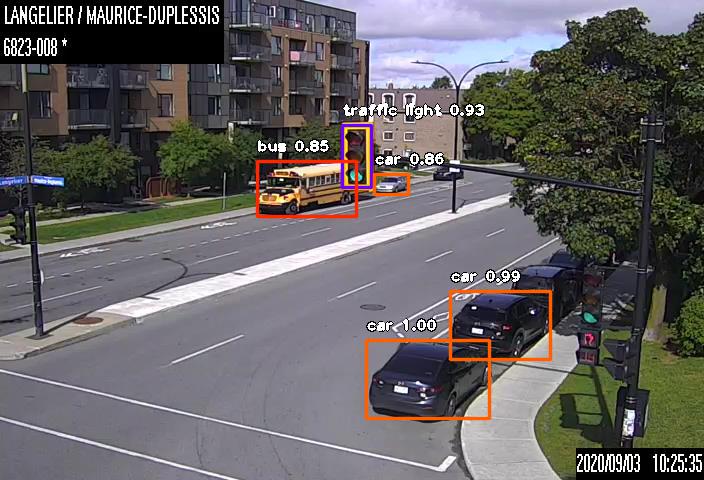 LANGELIER / MAURICE-DUPLESSIS
6823-008 *
traffic light 0.93
bus 0.85
car 0.86
Langelier
car 0.99
car 1.00
2020/09/03 10:25:35